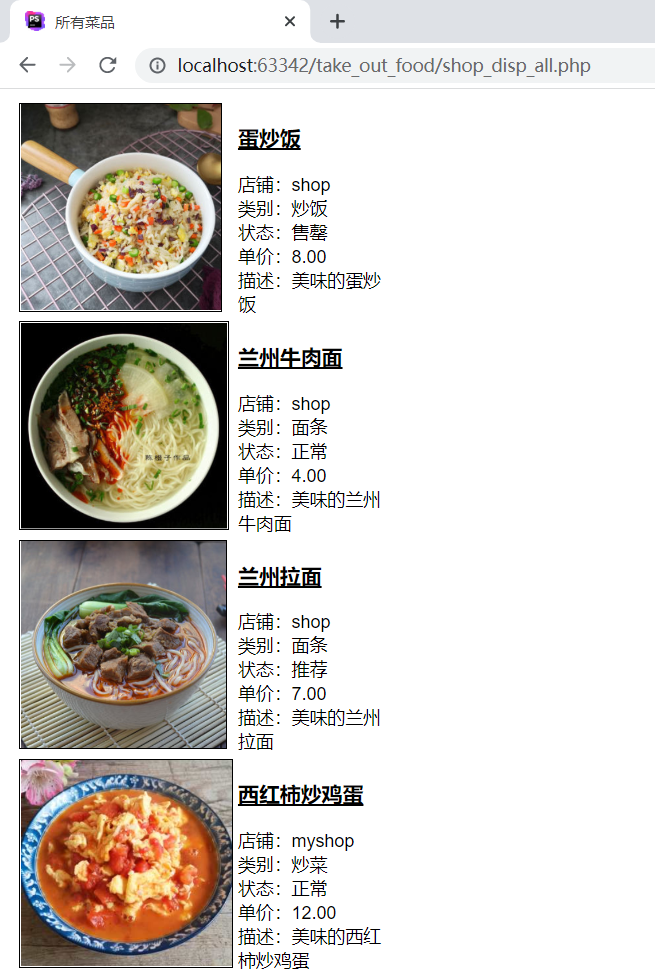 所有菜品
localhost:63342/take_out_food/shop_disp_all.php
蛋炒饭
店铺：shop
类别：炒饭
状态：售罄
单价：8.00
描述：美味的蛋炒
饭
兰州牛肉面
店铺：shop
类别：面条
状态：正常
单价：4.00
描述：美味的兰州
牛肉面
兰州拉面
店铺：shop
类别：面条
状态：推荐
单价：7.00
描述：美味的兰州
拉面
西红柿炒鸡蛋
店铺：myshop
类别：炒菜
状态：正常
单价：12.00
描述：美味的西红
柿炒鸡蛋